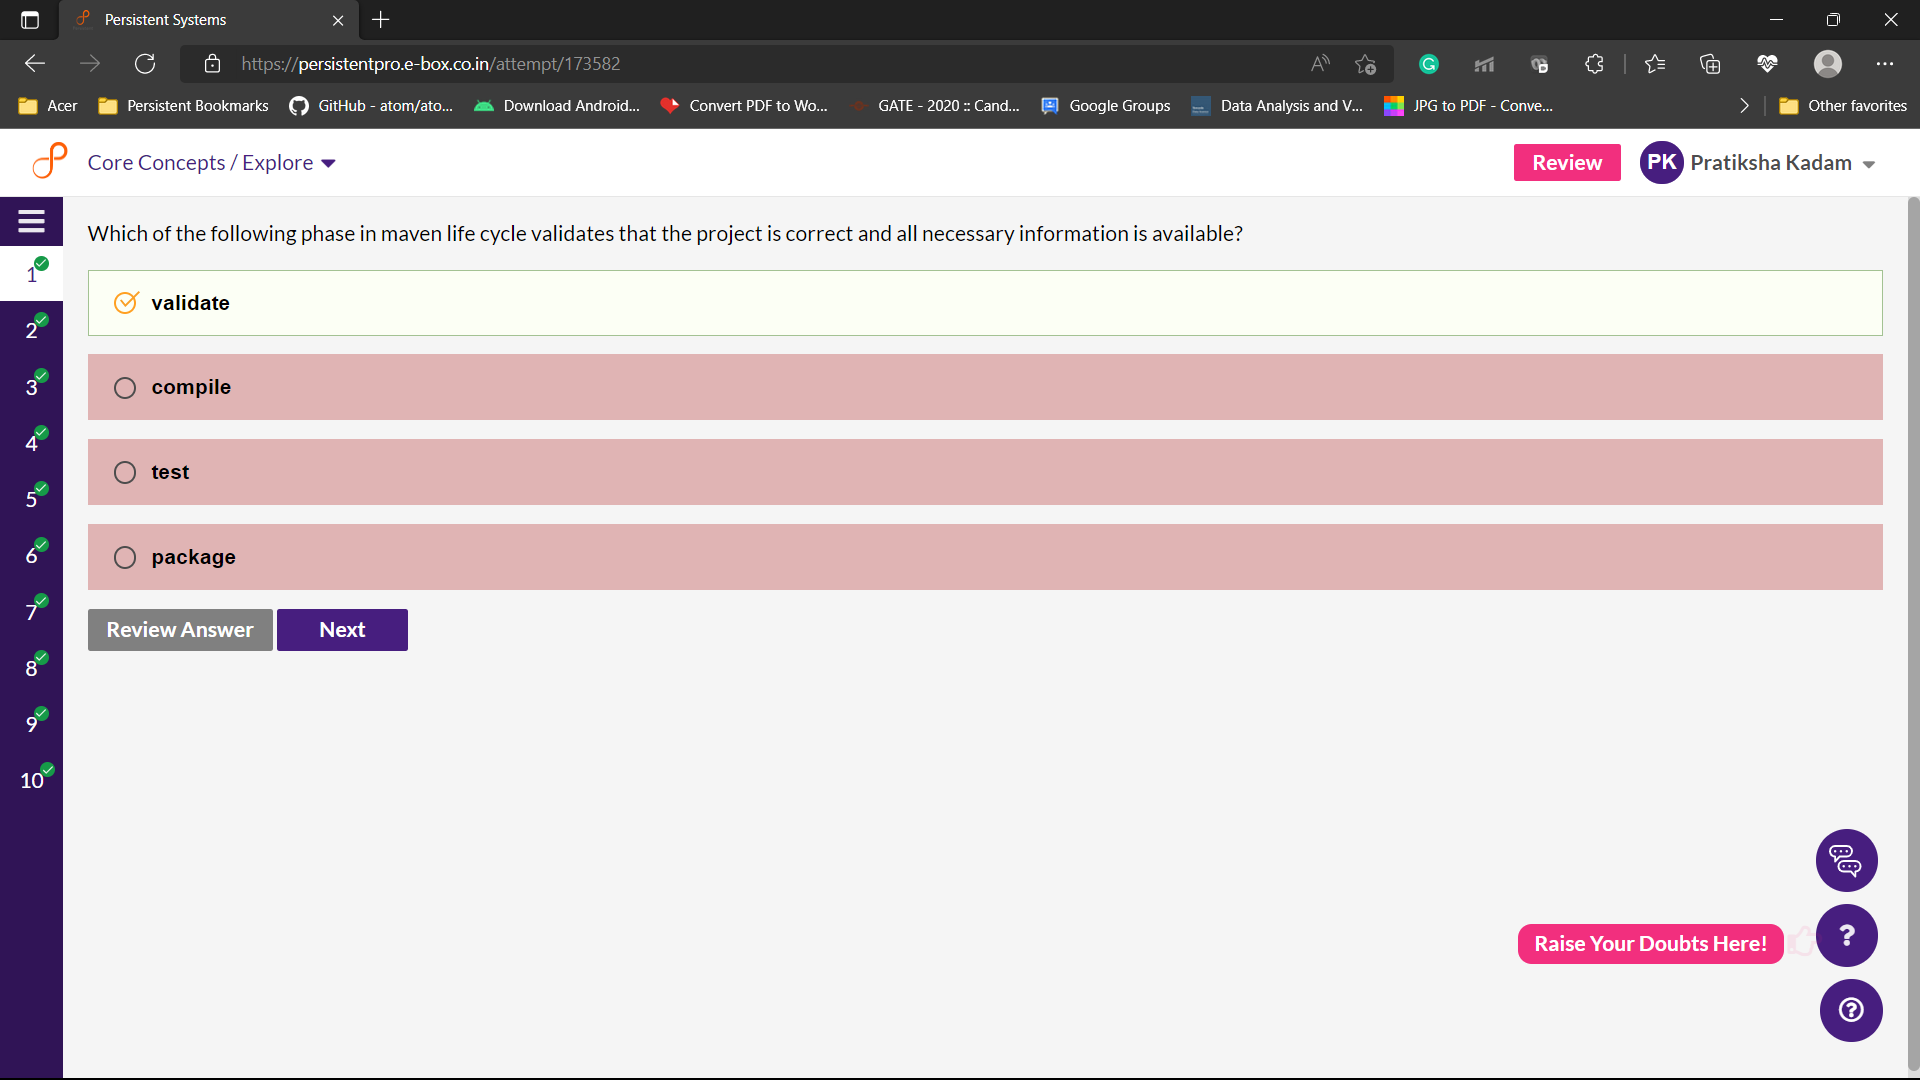 Persistent Systems
https://persistentpro.e-box.co.in/attempt/173582
Acer
Persistent Bookmarks
GitHub - atom/ato...
Download Android...
Convert PDF to Wo...
GATE - 2020 :: Cand...
Google Groups
Data Analysis and V...
JPG to PDF - Conve...
Other favorites
Core Concepts / Explore
Review
PK
Pratiksha Kadam
Which of the following phase in maven life cycle validates that the project is correct and all necessary information is available?
1
validate
2
3
compile
4
test
5
6
package
7
Review Answer
Next
8
9
10
Raise Your Doubts Here!
?
?